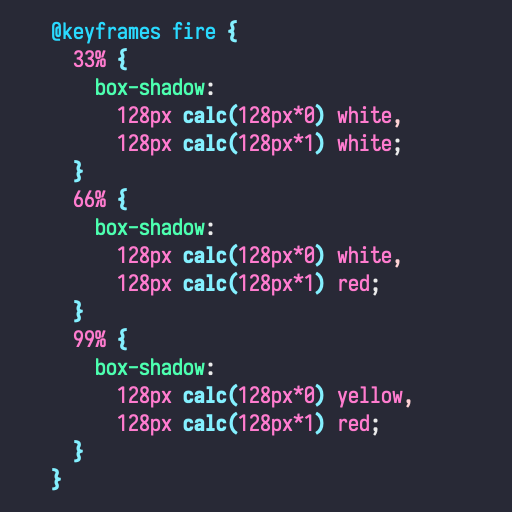 @keyframes fire {
  33% {
    box-shadow:
      128px calc(128px*0) white,
      128px calc(128px*1) white;
  }
  66% {
    box-shadow:
      128px calc(128px*0) white,
      128px calc(128px*1) red;
  }
  99% {
    box-shadow:
      128px calc(128px*0) yellow,
      128px calc(128px*1) red;
  }
}